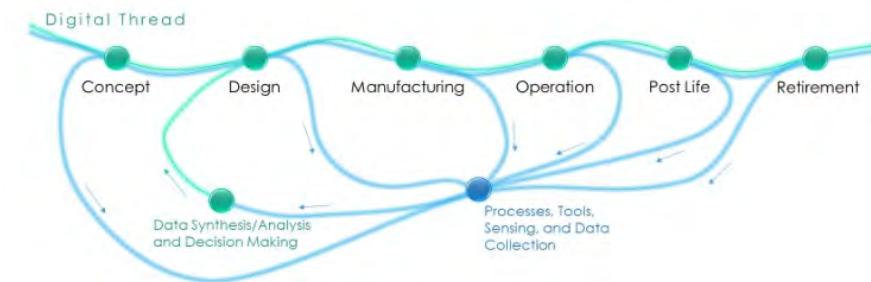 Digital Thread
Concept
Design
Manufacturing
Operation
Post Life
Retirement
Data Synthesis/Analysis
and Decision Making
Processes, Tools,
Sensing, and Data
Collection